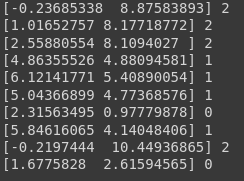 [-0.23685338  8.87583893] 2
[1.01652757 8.17718772] 2
[2.55880554 8.1094027 ] 2
[4.86355526 4.88094581] 1
[6.12141771 5.40890054] 1
[5.04366899 4.77368576] 1
[2.31563495 0.97779878] 0
[5.84616065 4.14048406] 1
[-0.2197444  10.44936865] 2
[1.6775828  2.61594565] 0